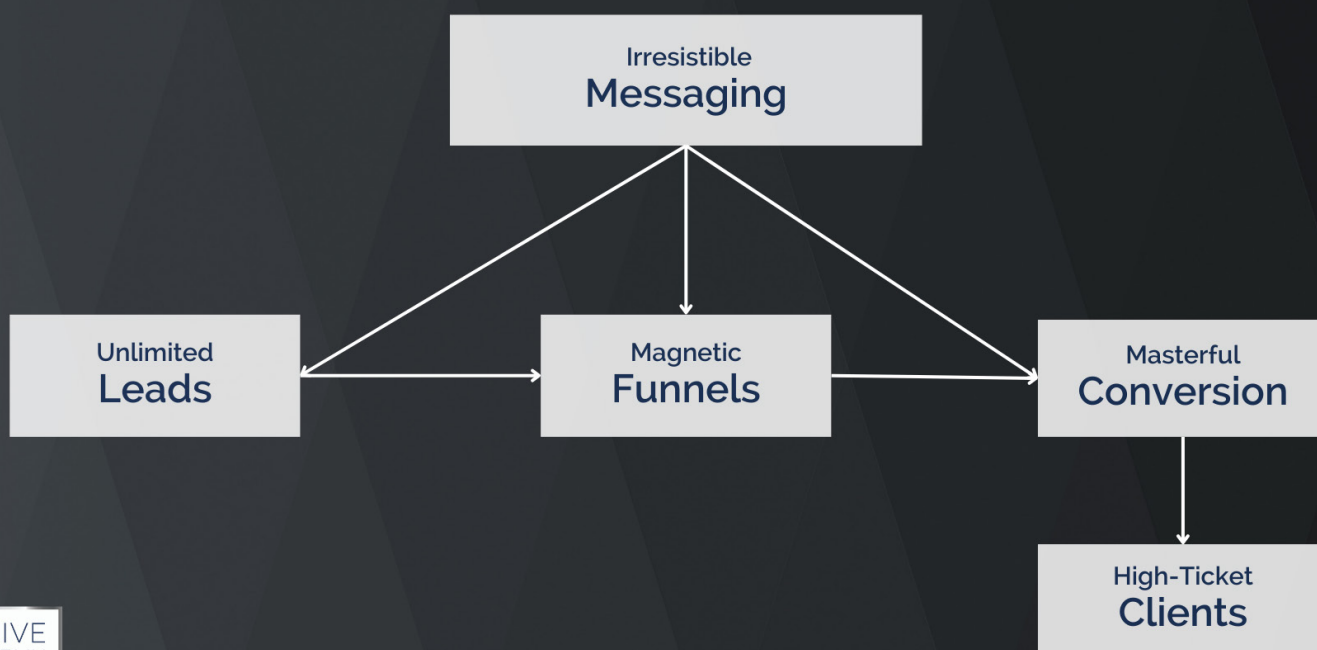 Irresistible
Messaging
Unlimited
Leads
Magnetic
Funnels
Masterful
Conversion
High-Ticket
Clients
IVE